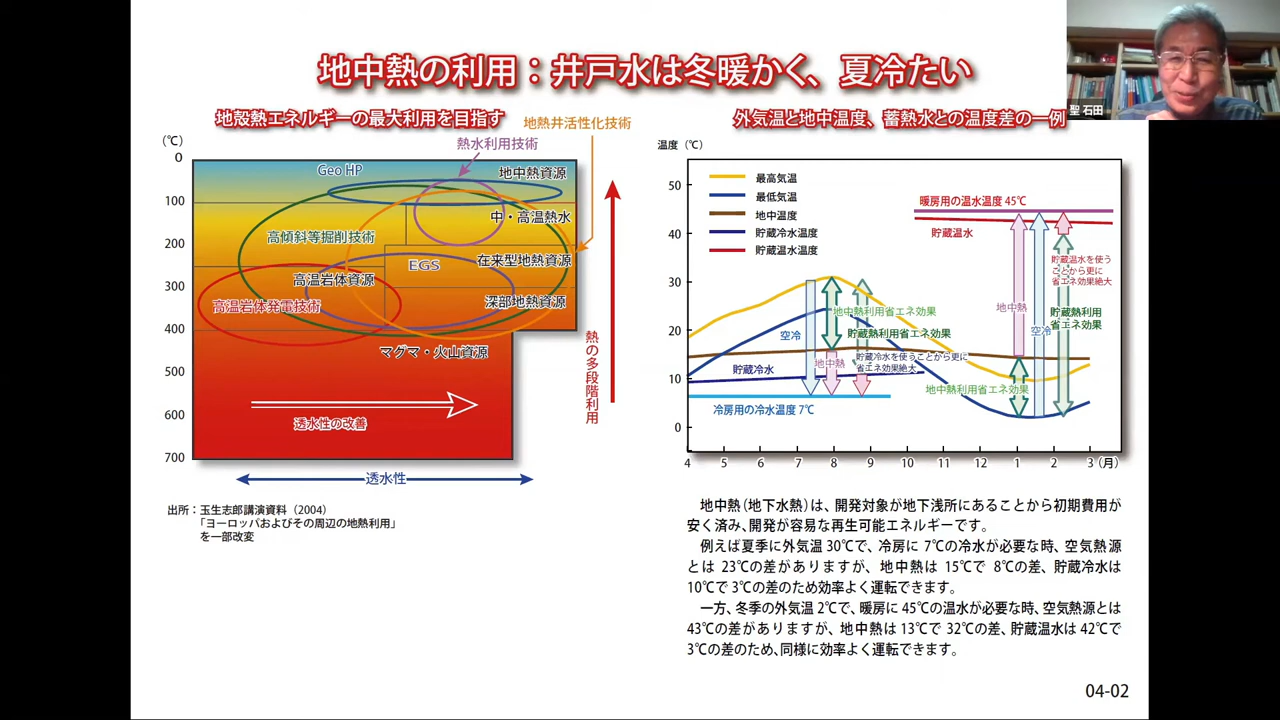 地中熱の利用：井戸水は冬暖かく、夏冷たい
聖 石田
地殻熱エネルギーの最大利用を目指す
地熱井活性化技術
熱水利用技術
(℃)
0
100
200
300
400
500
600
700
Geo HP
地中熱資源
中・高温熱水
高傾斜等掘削技術
EGS
在来型地熱資源
高温岩体資源
深部地熱資源
高温岩体発電技術
マグマ・火山資源
透水性の改善
透水性
熱の多段階利用
出所：玉生志郎講演資料（2004）
「ヨーロッパおよびその周辺の地熱利用」
を一部改変
外気温と地中温度、蓄熱水との温度差の一例
温度（℃）
50
40
30
20
10
0
最高気温
最低気温
地中温度
貯蔵冷水温度
貯蔵温水温度
暖房用の温水温度 45℃
貯蔵温水
貯蔵温水を使う
ことから更に
省エネ効果絶大
地中熱
空冷
貯蔵熱利用
省エネ効果
地中熱利用省エネ効果
空冷
地中熱利用省エネ効果
貯蔵熱利用省エネ効果
地中熱
貯蔵冷水を使うことから更に
省エネ効果絶大
貯蔵冷水
冷房用の冷水温度 7℃
4 5 6 7 8 9 10 11 12 1 2 3 (月)
地中熱（地下水熱）は、開発対象が地下浅所にあることから初期費用が
安く済み、開発が容易な再生可能エネルギーです。
例えば夏季に外気温 30℃で、冷房に 7℃の冷水が必要な時、空気熱源
とは 23℃の差がありますが、地中熱は 15℃で 8℃の差、貯蔵冷水は
10℃で 3℃の差のため効率よく運転できます。
一方、冬季の外気温 2℃で、暖房に 45℃の温水が必要な時、空気熱源とは
43℃の差がありますが、地中熱は 13℃で 32℃の差、貯蔵温水は 42℃で
3℃の差のため、同様に効率よく運転できます。
04-02